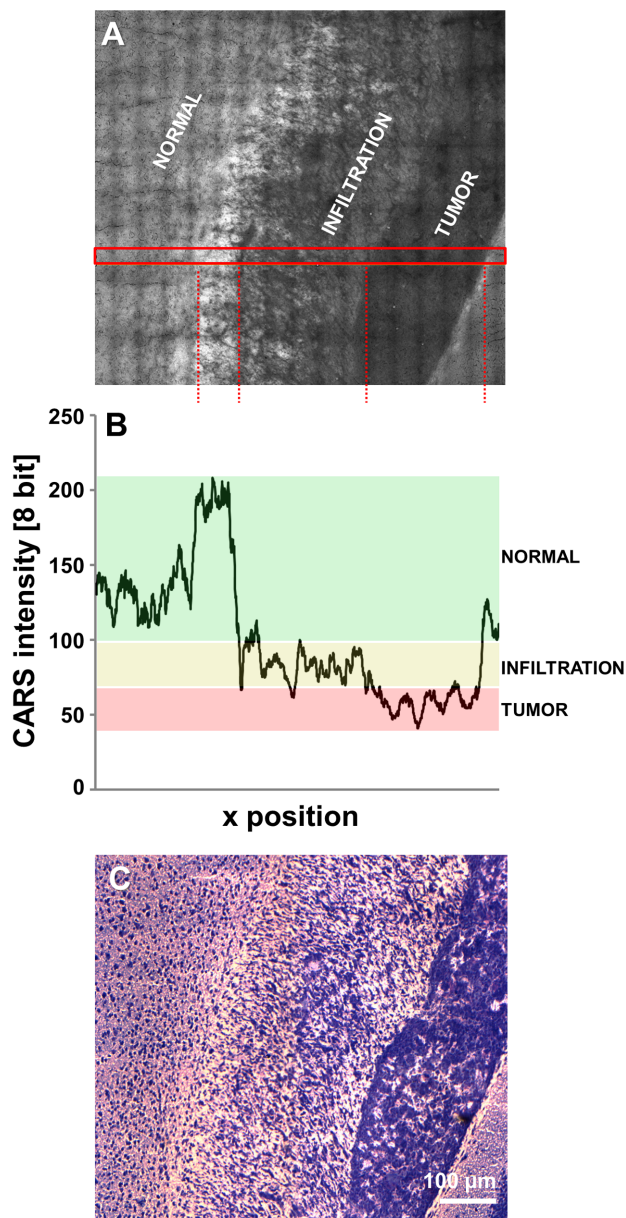 A
NORMAL
INFILTRATION
TUMOR
B
CARS intensity [8 bit]
250
200
150
100
50
0
NORMAL
INFILTRATION
TUMOR
x position
C
100 µm